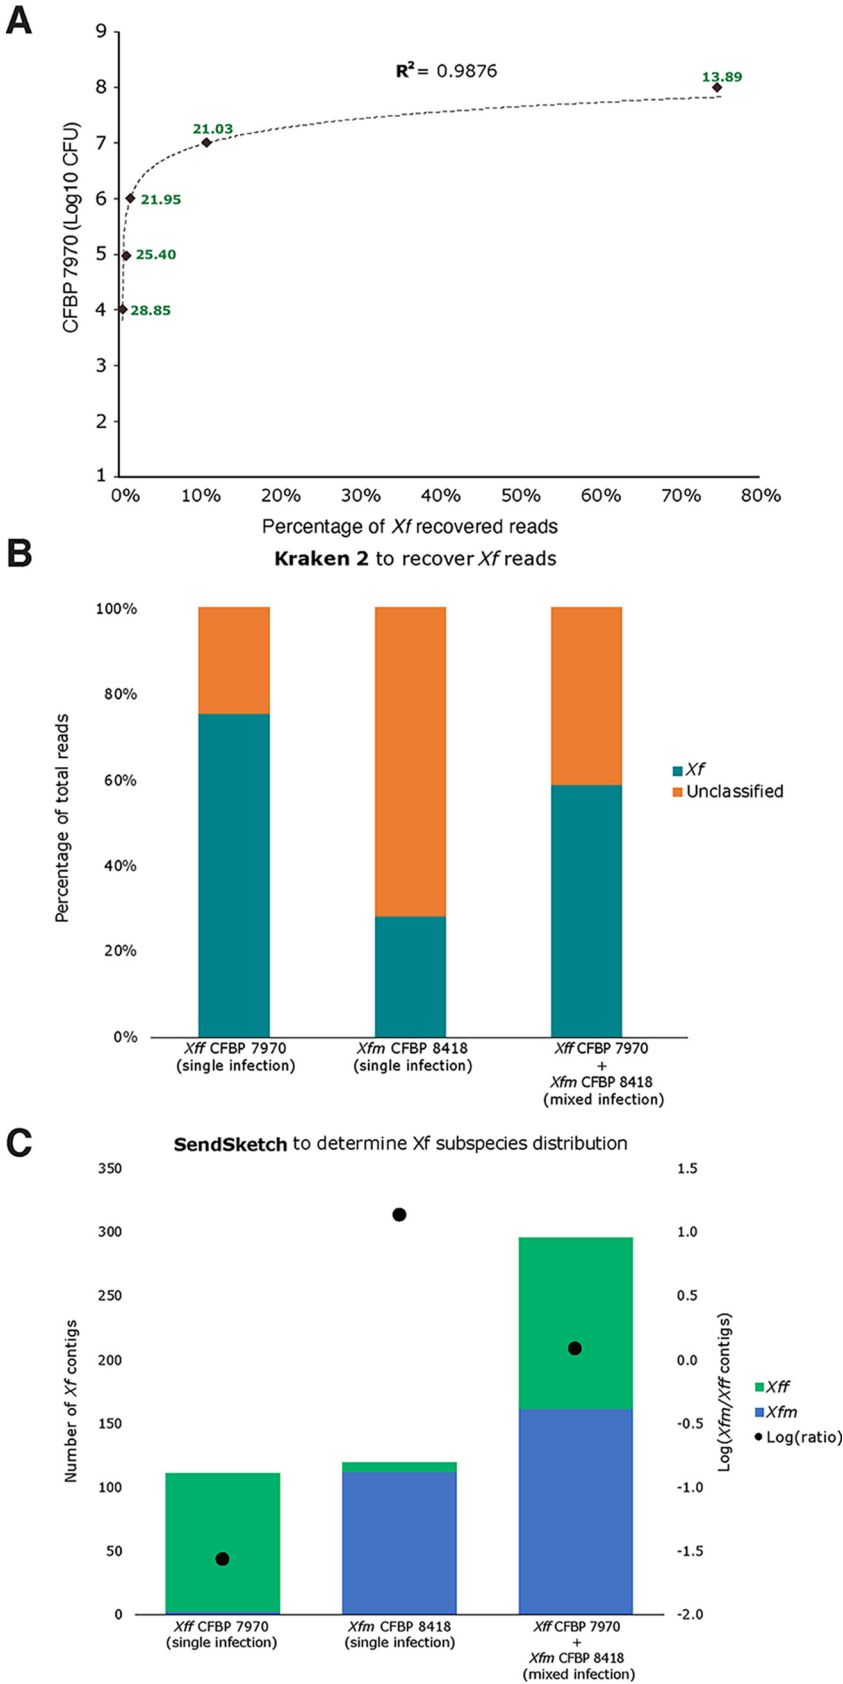 A
9
8
7
6
5
4
3
2
1
CFBP 7970 (Log10 CFU)
R²= 0.9876
13.89
21.03
21.95
25.40
28.85
0% 10% 20% 30% 40% 50% 60% 70% 80%
Percentage of Xf recovered reads
B
Kraken 2 to recover Xf reads
100%
80%
60%
40%
20%
0%
Percentage of total reads
Xf
Unclassified
Xff CFBP 7970
(single infection)
Xfm CFBP 8418
(single infection)
Xff CFBP 7970
+
Xfm CFBP 8418
(mixed infection)
C
SendSketch to determine Xf subspecies distribution
350
300
250
200
150
100
50
0
Number of Xf contigs
1.5
1.0
0.5
0.0
-0.5
-1.0
-1.5
-2.0
Log(Xfm/Xff contigs)
Xff
Xfm
Log(ratio)
Xff CFBP 7970
(single infection)
Xfm CFBP 8418
(single infection)
Xff CFBP 7970
+
Xfm CFBP 8418
(mixed infection)